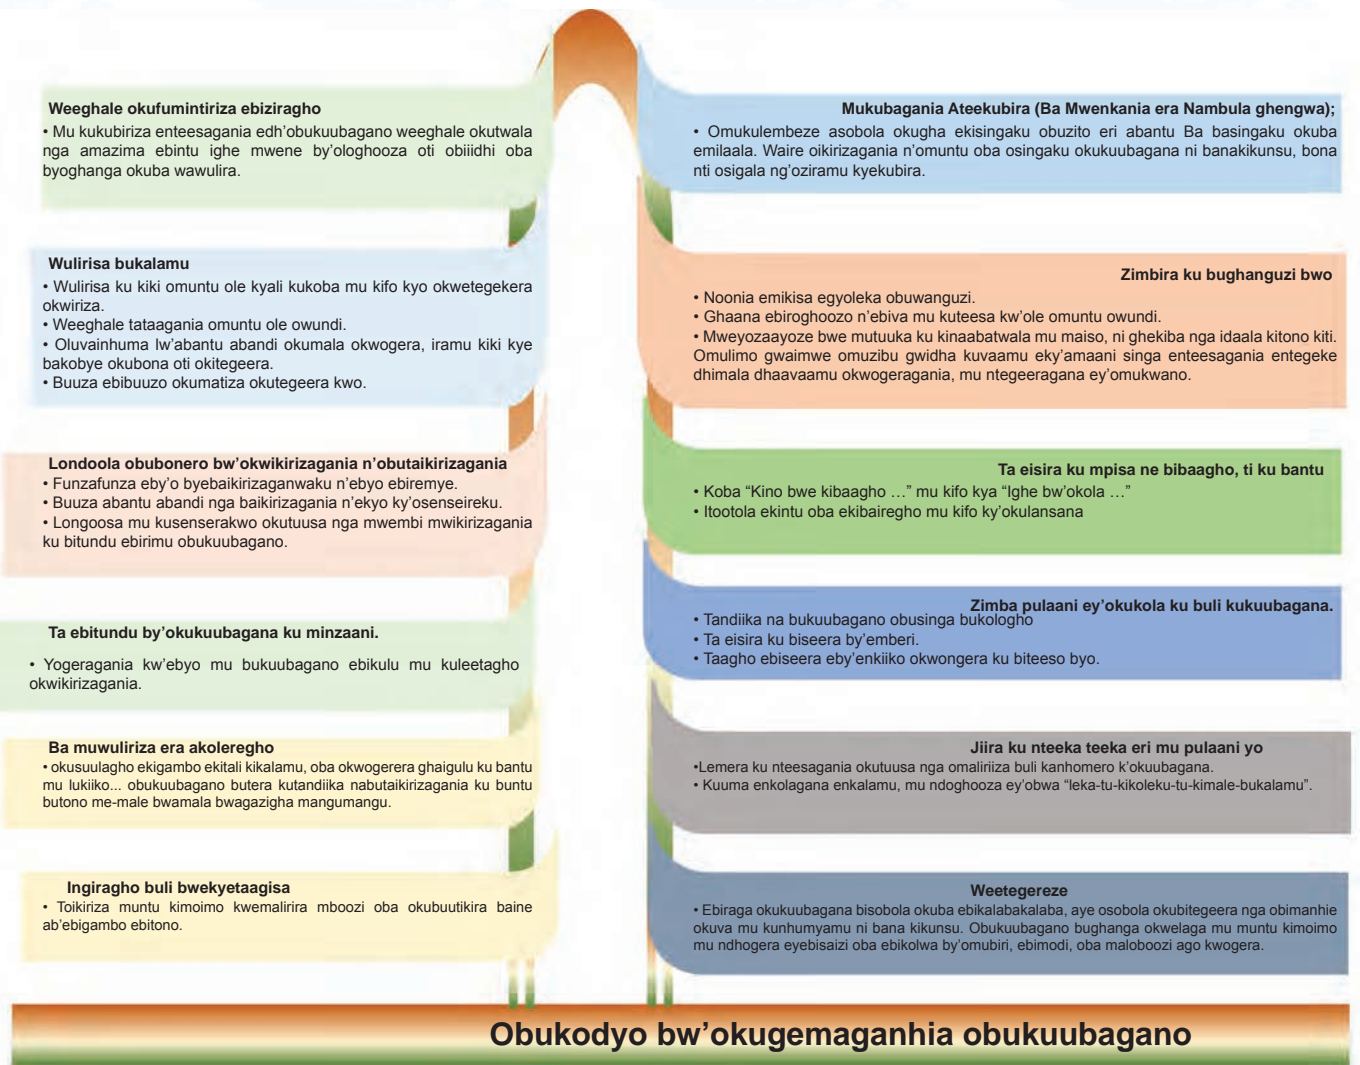 Weeghale okufumintiriza ebiziragho
• Mu kukubiriza enteesagania edh'obukuubagano weeghale okutwala
nga amazima ebintu ighe mwene by'ologhooza oti obiiidhi oba
byoghanga okuba wawulira.
Wulirisa bukalamu
• Wulirisa ku kiki omuntu ole kyali kukoba mu kifo kyo okwetegekera
okwiriza.
• Weeghale tataagania omuntu ole owundi.
• Oluvainhuma lw'abantu abandi okumala okwogera, iramu kiki kye
bakobye okubona oti okitegeera.
• Buuza ebibuuzo okumatiza okutegeera kwo.
Londoola obubonero bw'okwikirizagania n'obutaikirizagania
• Funzafunza eby'o byebaikirizaganwaku n'ebyo ebiremye.
• Buuza abantu abandi nga baikirizagania n'ekyo ky'osenseireku.
• Longoosa mu kusenserakwo okutuusa nga mwembi mwikirizagania
ku bitundu ebirimu obukuubagano.
Ta ebitundu by'okukuubagana ku minzaani.
• Yogeragania kw'ebyo mu bukuubagano ebikulu mu kuleetagho
okwikirizagania.
Ba muwuliriza era akoleregho
• okusuulagho ekigambo ekitali kikalamu, oba okwogerera ghaigulu ku bantu
mu lukiiko... obukuubagano butera kutandiika nabutaikirizagania ku buntu
butono me-male bwamala bwagazigha mangumangu.
Ingiragho buli bwekyetaagisa
• Toikiriza muntu kimoimo kwemalirira mboozi oba okubuutikira baine
ab'ebigambo ebitono.
Mukubagania Ateekubira (Ba Mwenkania era Nambula ghengwa);
• Omukulembeze asobola okugha ekisingaku obuzito eri abantu Ba basingaku okuba
emilaala. Waire oikirizagania n'omuntu oba osingaku okukuubagana ni banakikunsu, bona
nti osigala ng'oziramu kyekubira.
Zimbira ku bughanguzi bwo
• Noonia emikisa egyoleka obuwanguzi.
• Ghaana ebiroghoozo n'ebiva mu kuteesa kw'ole omuntu owundi.
• Mweyozaayoze bwe mutuuka ku kinaabatwala mu maiso, ni ghekiba nga idaala kitono kiti.
Omulimo gwaimwe omuzibu gwidha kuvaamu eky'amaani singa enteesagania entegeke
dhimala dhaavaamu okwogeragania, mu ntegeeragana ey'omukwano.
Ta eisira ku mpisa ne bibaagho, ti ku bantu
• Koba “Kino bwe kibaagho ...” mu kifo kya “Ighe bw'okola ...”
• Itootola ekintu oba ekibairegho mu kifo ky'okulansana
Zimba pulaani ey'okukola ku buli kukuubagana.
• Tandiika na bukuubagano obusinga bukologho
• Ta eisira ku biseera by'emberi.
• Taagho ebiseera eby'enkiiko okwongera ku biteeso byo.
Jiira ku nteeka teeka eri mu pulaani yo
•Lemera ku nteesagania okutuusa nga omaliriiza buli kanhomero k'okuubagana.
• Kuuma enkolagana enkalamu, mu ndoghooza ey'obwa “leka-tu-kikoleku-tu-kimale-bukalamu”.
Weetegereze
• Ebiraga okukuubagana bisobola okuba ebikalabakalaba, aye osobola okubitegeera nga obimanhie
okuva mu kunhumyamu ni bana kikunsu. Obukuubagano bughanga okwelaga mu muntu kimoimo
mu ndhogera eyebisaizi oba ebikolwa by'omubiri, ebimodi, oba maloboozi ago kwogera.
Obukodyo bw'okugemaganhia obukuubagano